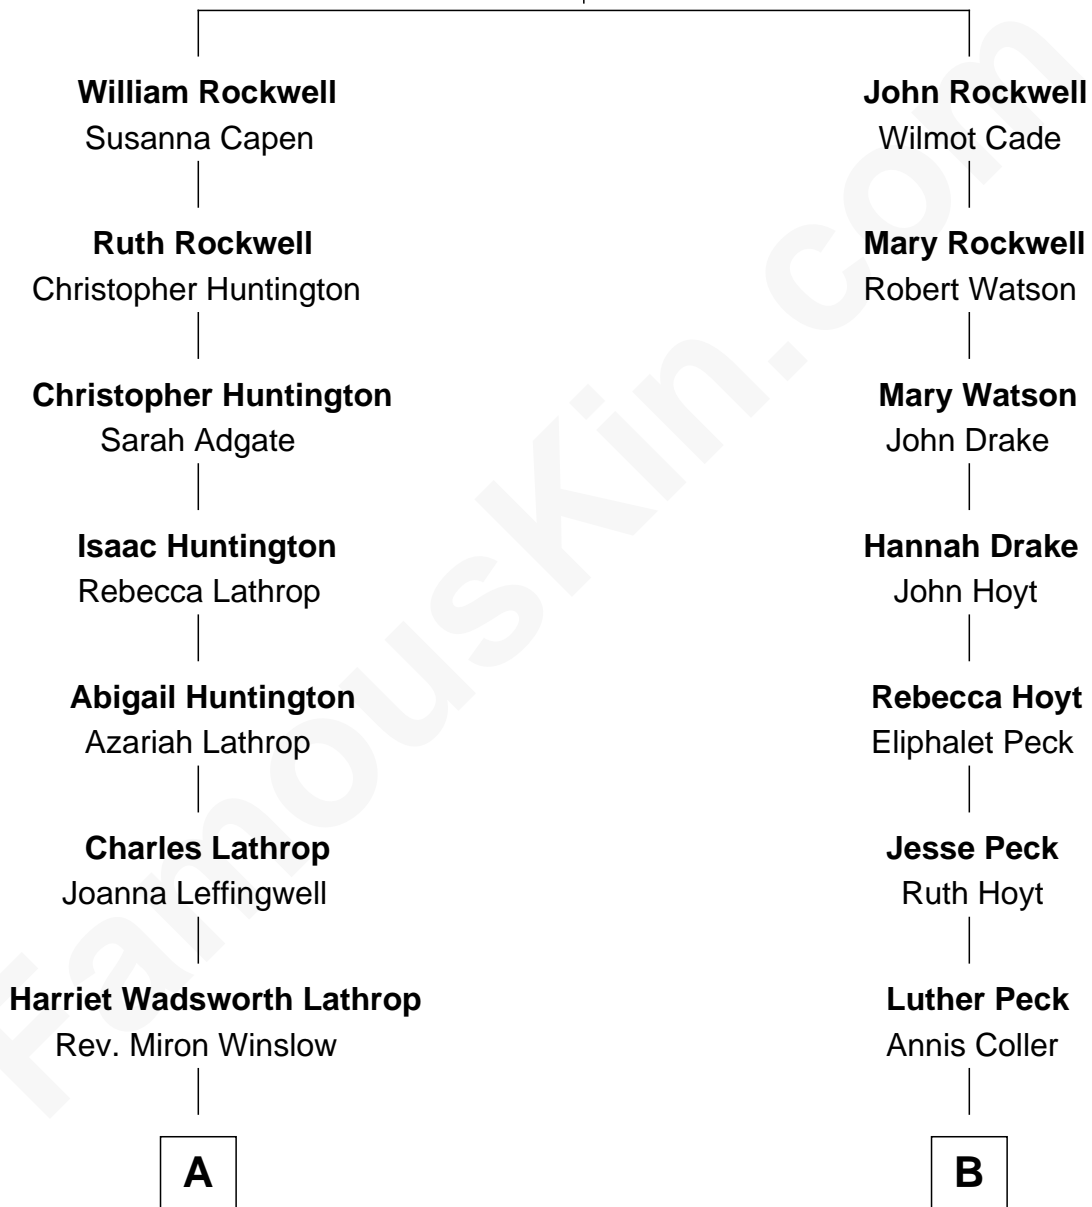 William Rockwell
Susanna Capen
Ruth Rockwell
Christopher Huntington
Christopher Huntington
Sarah Adgate
Isaac Huntington
Rebecca Lathrop
Abigail Huntington
Azariah Lathrop
Charles Lathrop
Joanna Leffingwell
Harriet Wadsworth Lathrop
Rev. Miron Winslow
A
John Rockwell
Wilmot Cade
Mary Rockwell
Robert Watson
Mary Watson
John Drake
Hannah Drake
John Hoyt
Rebecca Hoyt
Eliphalet Peck
Jesse Peck
Ruth Hoyt
Luther Peck
Annis Coller
B
FamousKin.com